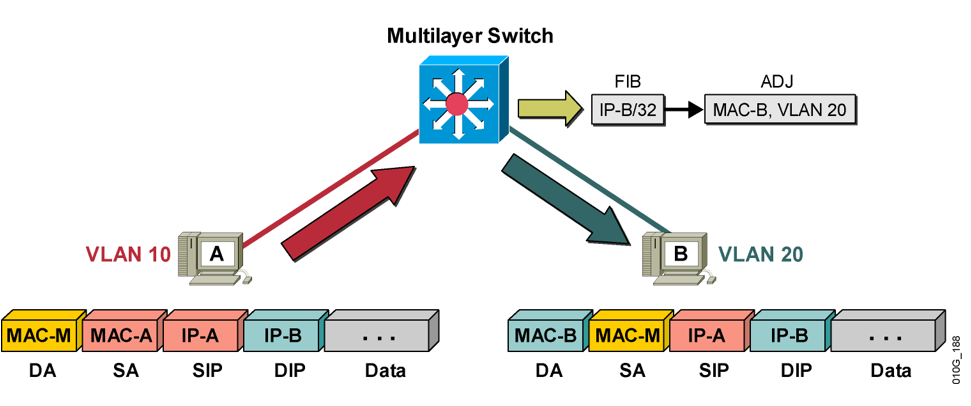 Multilayer Switch
FIB
ADJ
IP-B/32
MAC-B, VLAN 20
VLAN 10
A
B
VLAN 20
MAC-M MAC-A IP-A IP-B ...
DA SA SIP DIP Data
MAC-B MAC-M IP-A IP-B ...
DA SA SIP DIP Data
010G_188